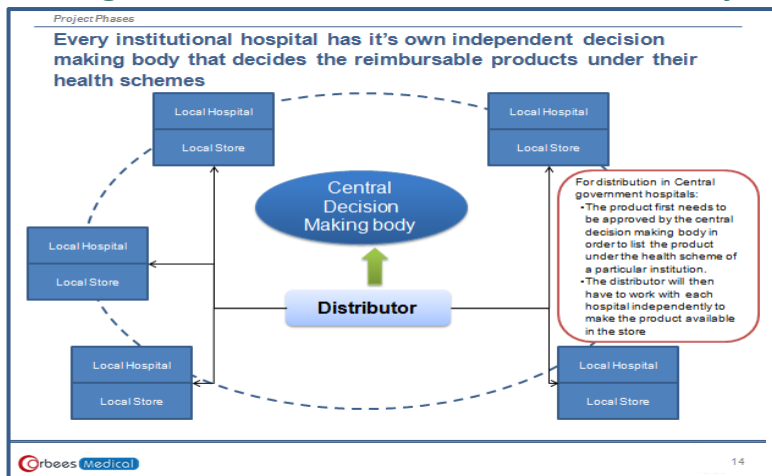 Project Phases
Every institutional hospital has it's own independent decision
making body that decides the reimbursable products under their
health schemes
Local Hospital
Local Store
Local Hospital
Local Store
Central
Decision
Making body
For distribution in Central
government hospitals:
•The product first needs to
be approved by the central
decision making body in
order to list the product
under the health scheme of
a particular institution.
•The distributor will then
have to work with each
hospital independently to
make the product available
in the store
Local Hospital
Local Store
Distributor
Local Hospital
Local Store
Local Hospital
Local Store
Orbees Medical
14